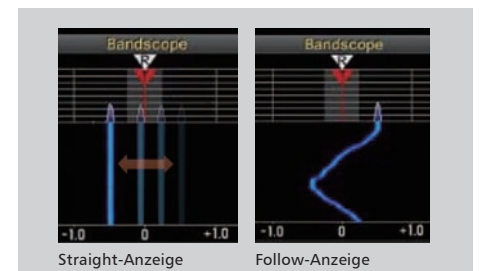 Bandscope
R
-1.0 0 +1.0
Straight-Anzeige
Bandscope
R
-1.0 0 +1.0
Follow-Anzeige